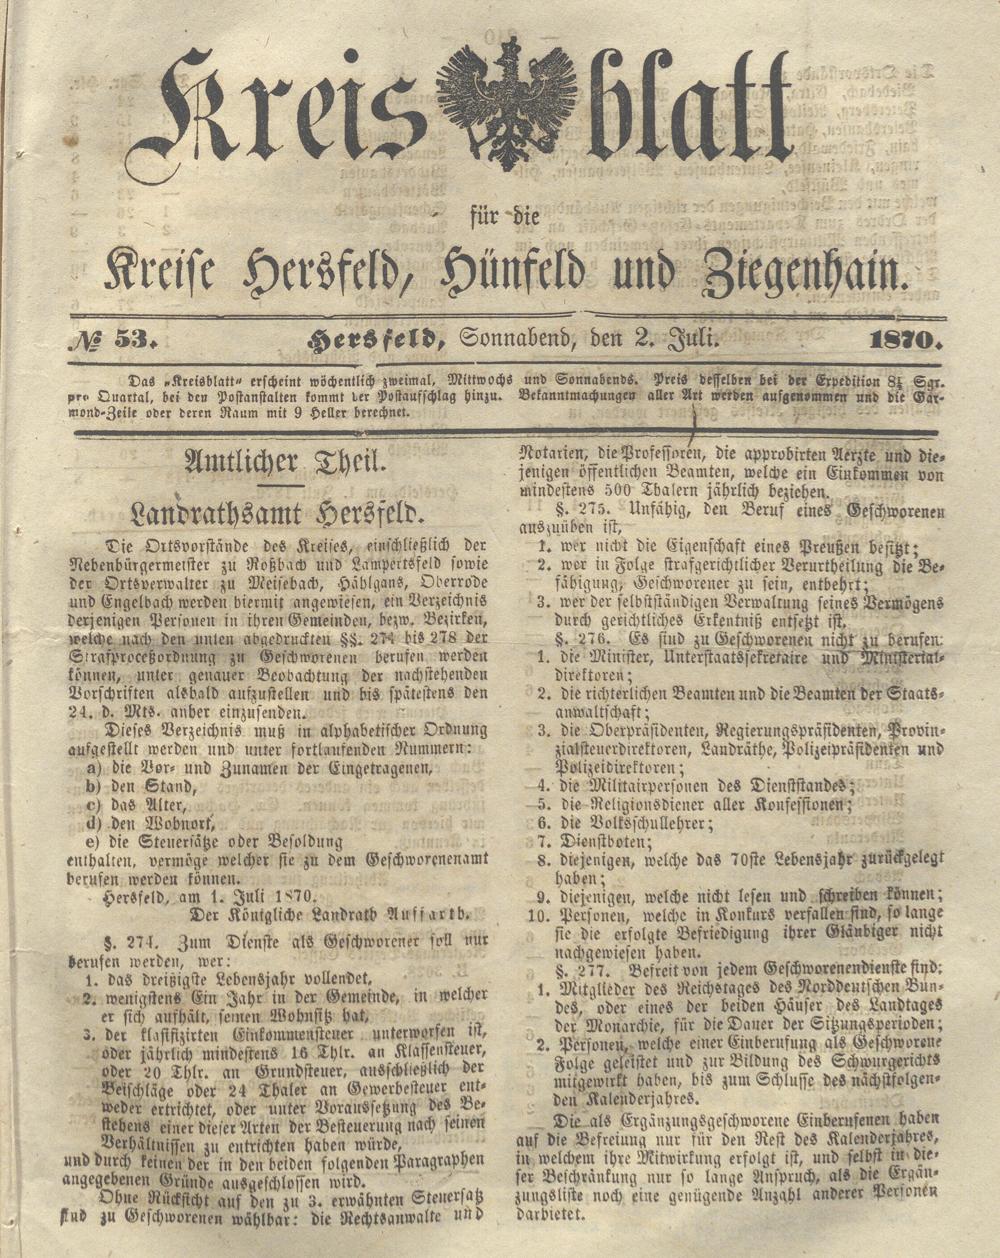 Kreisblatt
für die
Kreise Hersfeld, Hünfeld und Ziegenhain.
№ 53. Hersfeld, Sonnabend, den 2. Juli. 1870.
Das „Kreisblatt“ erscheint wöchentlich zweimal, Mittwochs und Sonnabends. Preis desselben bei der Expedition 8¼ Sgr.
pro Quartal, bei den Postanstalten kommt der Postaufschlag hinzu. Bekanntmachungen aller Art werden aufgenommen und die Gar-
mond-Zeile oder deren Raum mit 9 Heller berechnet.
Amtlicher Theil.
Landrathsamt Hersfeld.
Die Ortsvorstände des Kreises, einschließlich der
Nebenbürgermeister zu Roßbach und Lampertsfeld sowie
der Ortsverwalter zu Meisebach, Hählgans, Oberrode
und Engelbach werden hiermit angewiesen, ein Verzeichnis
derjenigen Personen in ihren Gemeinden, bezw. Bezirken,
welche nach den unten abgedruckten §§. 274 bis 278 der
Strafproceßordnung zu Geschworenen berufen werden
können, unter genauer Beobachtung der nachstehenden
Vorschriften alsbald aufzustellen und bis spätestens den
24. d. Mts. anher einzusenden.
Dieses Verzeichnis muß in alphabetischer Ordnung
aufgestellt werden und unter fortlaufenden Nummern:
a) die Vor- und Zunamen der Eingetragenen,
b) den Stand,
c) das Alter,
d) den Wohnort,
e) die Steuersätze oder Besoldung
enthalten, vermöge welcher sie zu dem Geschworenenamt
berufen werden können.
Hersfeld, am 1. Juli 1870.
Der Königliche Landrath Auffarth.
§. 274. Zum Dienste als Geschworener soll nur
berufen werden, wer:
1. das dreißigste Lebensjahr vollendet,
2. wenigstens Ein Jahr in der Gemeinde, in welcher
er sich aufhält, seinen Wohnsitz hat,
3. der klasifizirten Einkommensteuer unterworfen ist,
oder jährlich mindestens 16 Thlr. an Klassensteuer,
oder 20 Thlr. an Grundsteuer, ausschließlich der
Beischläge oder 24 Thaler an Gewerbesteuer ent-
weder ertrichtet, oder unter Voraussetzung des Be-
stehens einer dieser Arten der Besteuerung nach seinen
Verhältnissen zu entrichten haben würde,
und durch keinen der in den beiden folgenden Paragraphen
angegebenen Gründe ausgeschlossen wird.
Ohne Rücksicht auf den zu 3. erwähnten Steuersatz
sind zu Geschworenen wählbar: die Rechtsanwalte und
Notarien, die Professoren, die approbirten Aerzte und die-
jenigen öffentlichen Beamten, welche ein Einkommen von
mindestens 500 Thalern jährlich beziehen.
§. 275. Unfähig, den Beruf eines Geschworenen
auszuüben ist,
1. wer nicht die Eigenschaft eines Preußen besitzt;
2. wer in Folge strafgerichtlicher Verurtheilung die Be-
fähigung, Geschworener zu sein, entbehrt;
3. wer der selbstständigen Verwaltung seines Vermögens
durch gerichtliches Erkentniß entsetzt ist.
§. 276. Es sind zu Geschworenen nicht zu berufen:
1. die Minister, Unterstaatssekretaire und Ministerial-
direktoren;
2. die richterlichen Beamten und die Beamten der Staats-
anwaltschaft;
3. die Oberpräsidenten, Regierungspräsidenten, Provin-
zialsteuerdirektoren, Landräthe, Polizeipräsidenten und
Polizeidirektoren;
4. die Militairpersonen des Dienststandes;
5. die Religionsdiener aller Konfessionen;
6. die Volksschullehrer;
7. Dienstboten;
8. diejenigen, welche das 70ste Lebensjahr zurückgelegt
haben;
9. diejenigen, welche nicht lesen und schreiben können;
10. Personen, welche in Konkurs verfallen sind, so lange
sie die erfolgte Befriedigung ihrer Gläubiger nicht
nachgewiesen haben.
§. 277. Befreit von jedem Geschworenendienste sind:
1. Mitglieder des Reichstages des Norddeutschen Bun-
des, oder eines der beiden Häuser des Landtages
der Monarchie, für die Dauer der Sitzungsperioden;
2. Personen, welche einer Einberufung als Geschworene
Folge geleistet und zur Bildung des Schwurgerichts
mitgewirkt haben, bis zum Schlusse des nächstfolgen-
den Kalenderjahres.
Die als Ergänzungsgeschworene Einberufenen haben
auf die Befreiung nur für den Rest des Kalenderjahres,
in welchem ihre Mitwirkung erfolgt ist, und selbst in die-
ser Beschränkung nur so lange Anspruch, als die Ergän-
zungsliste noch eine genügende Anzahl anderer Personen
darbietet.